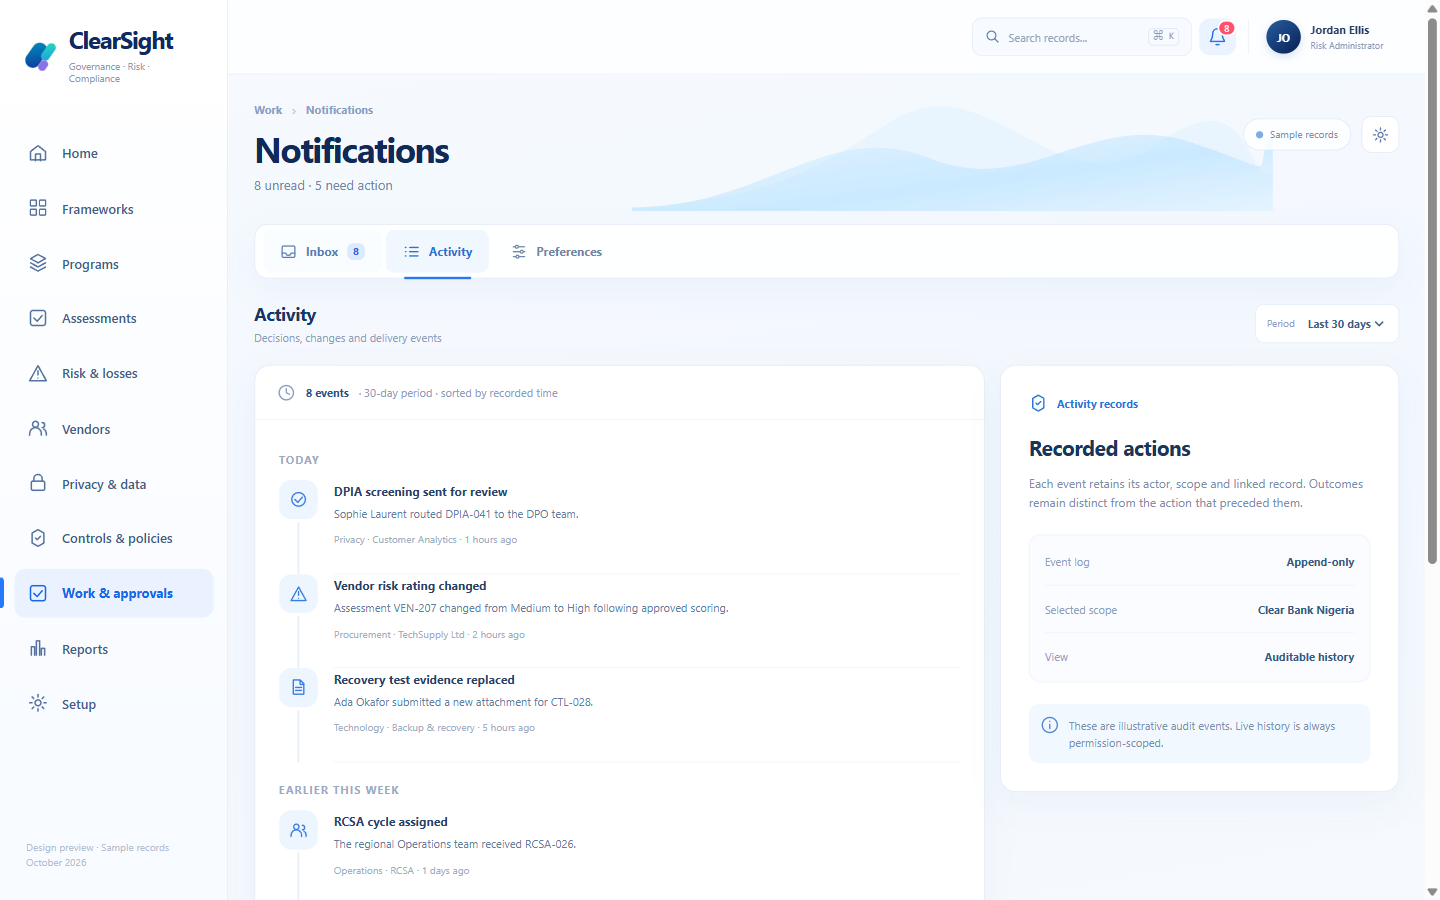 ClearSight
Governance · Risk ·
Compliance
Home
Frameworks
Programs
Assessments
Risk & losses
Vendors
Privacy & data
Controls & policies
Work & approvals
Reports
Setup
Design preview · Sample records
October 2026
Search records...
⌘ K
8
JO
Jordan Ellis
Risk Administrator
Work › Notifications
Notifications
8 unread · 5 need action
Sample records
Inbox 8
Activity
Preferences
Activity
Decisions, changes and delivery events
Period Last 30 days
8 events · 30-day period · sorted by recorded time
TODAY
DPIA screening sent for review
Sophie Laurent routed DPIA-041 to the DPO team.
Privacy · Customer Analytics · 1 hours ago
Vendor risk rating changed
Assessment VEN-207 changed from Medium to High following approved scoring.
Procurement · TechSupply Ltd · 2 hours ago
Recovery test evidence replaced
Ada Okafor submitted a new attachment for CTL-028.
Technology · Backup & recovery · 5 hours ago
EARLIER THIS WEEK
RCSA cycle assigned
The regional Operations team received RCSA-026.
Operations · RCSA · 1 days ago
Activity records
Recorded actions
Each event retains its actor, scope and linked record. Outcomes
remain distinct from the action that preceded them.
Event log Append-only
Selected scope Clear Bank Nigeria
View Auditable history
These are illustrative audit events. Live history is always
permission-scoped.